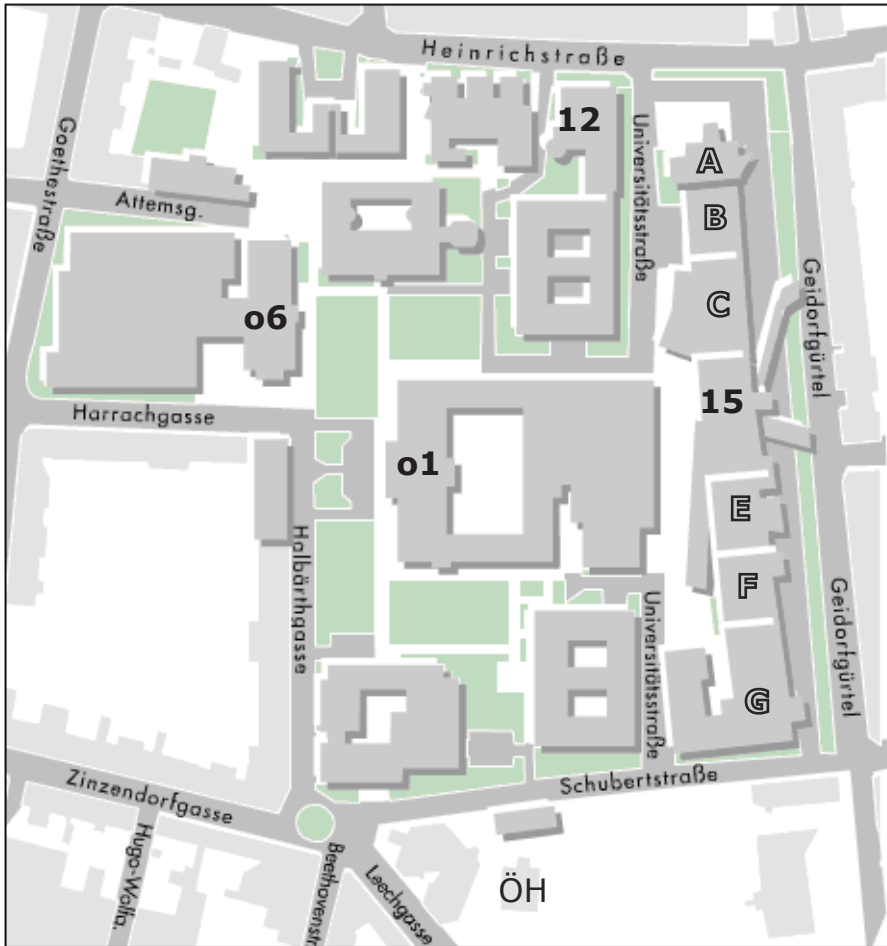 Heinrichstraße
Goethestraße
12
Universitätsstraße
A
Attemsg.
B
o6
C
Geidorfgürtel
Harrachgasse
15
o1
E
Halbärthgasse
F
Universitätsstraße
Geidorfgürtel
G
Zinzendorfgasse
Schubertstraße
Hugo-Wolfa.
Beethovenstr
Leechgasse
ÖH